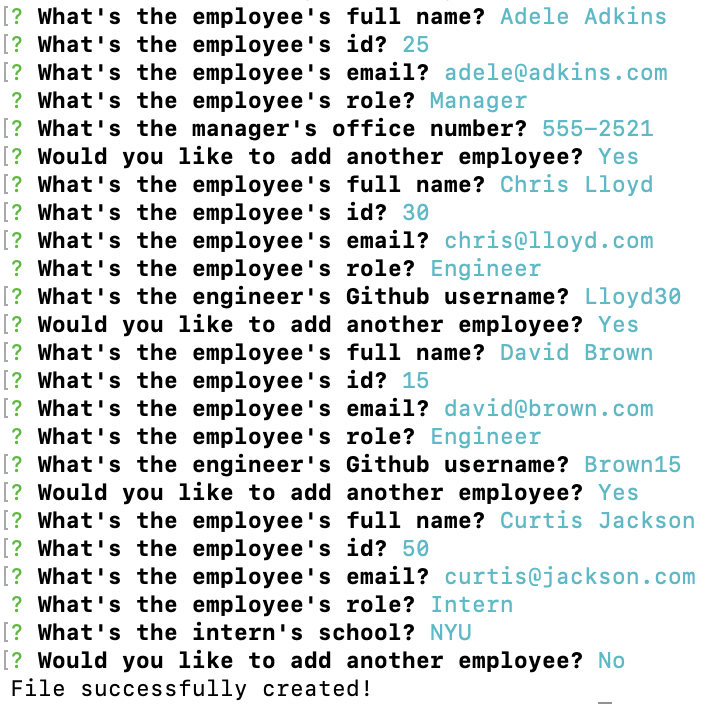 [? What's the employee's full name? Adele Adkins
[? What's the employee's id? 25
[? What's the employee's email? adele@adkins.com
? What's the employee's role? Manager
[? What's the manager's office number? 555-2521
[? Would you like to add another employee? Yes
[? What's the employee's full name? Chris Lloyd
[? What's the employee's id? 30
[? What's the employee's email? chris@lloyd.com
? What's the employee's role? Engineer
[? What's the engineer's Github username? Lloyd30
[? Would you like to add another employee? Yes
[? What's the employee's full name? David Brown
[? What's the employee's id? 15
[? What's the employee's email? david@brown.com
? What's the employee's role? Engineer
[? What's the engineer's Github username? Brown15
[? Would you like to add another employee? Yes
[? What's the employee's full name? Curtis Jackson
[? What's the employee's id? 50
[? What's the employee's email? curtis@jackson.com
? What's the employee's role? Intern
[? What's the intern's school? NYU
[? Would you like to add another employee? No
File successfully created!